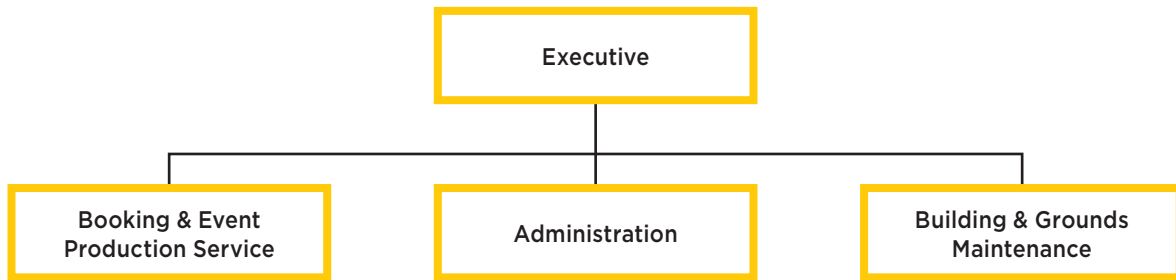 Executive
Booking & Event
Production Service
Administration
Building & Grounds
Maintenance